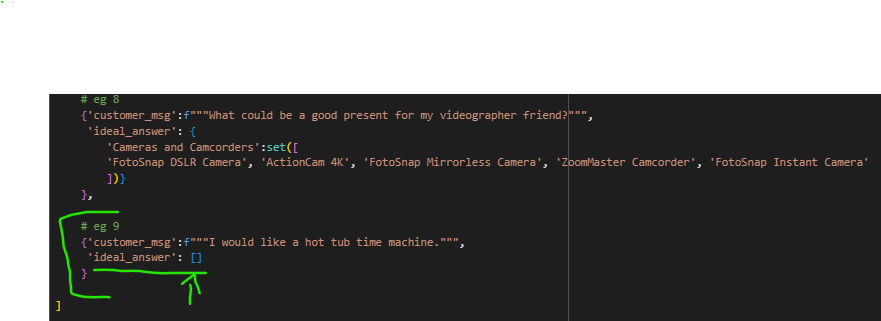 # eg 8
{'customer_msg':f"""What could be a good present for my videographer friend?""",
'ideal_answer': {
'Cameras and Camcorders':set([
'FotoSnap DSLR Camera', 'ActionCam 4K', 'FotoSnap Mirrorless Camera', 'ZoomMaster Camcorder', 'FotoSnap Instant Camera'
])}
},
# eg 9
{'customer_msg':f"""I would like a hot tub time machine.""",
'ideal_answer': []
}
]